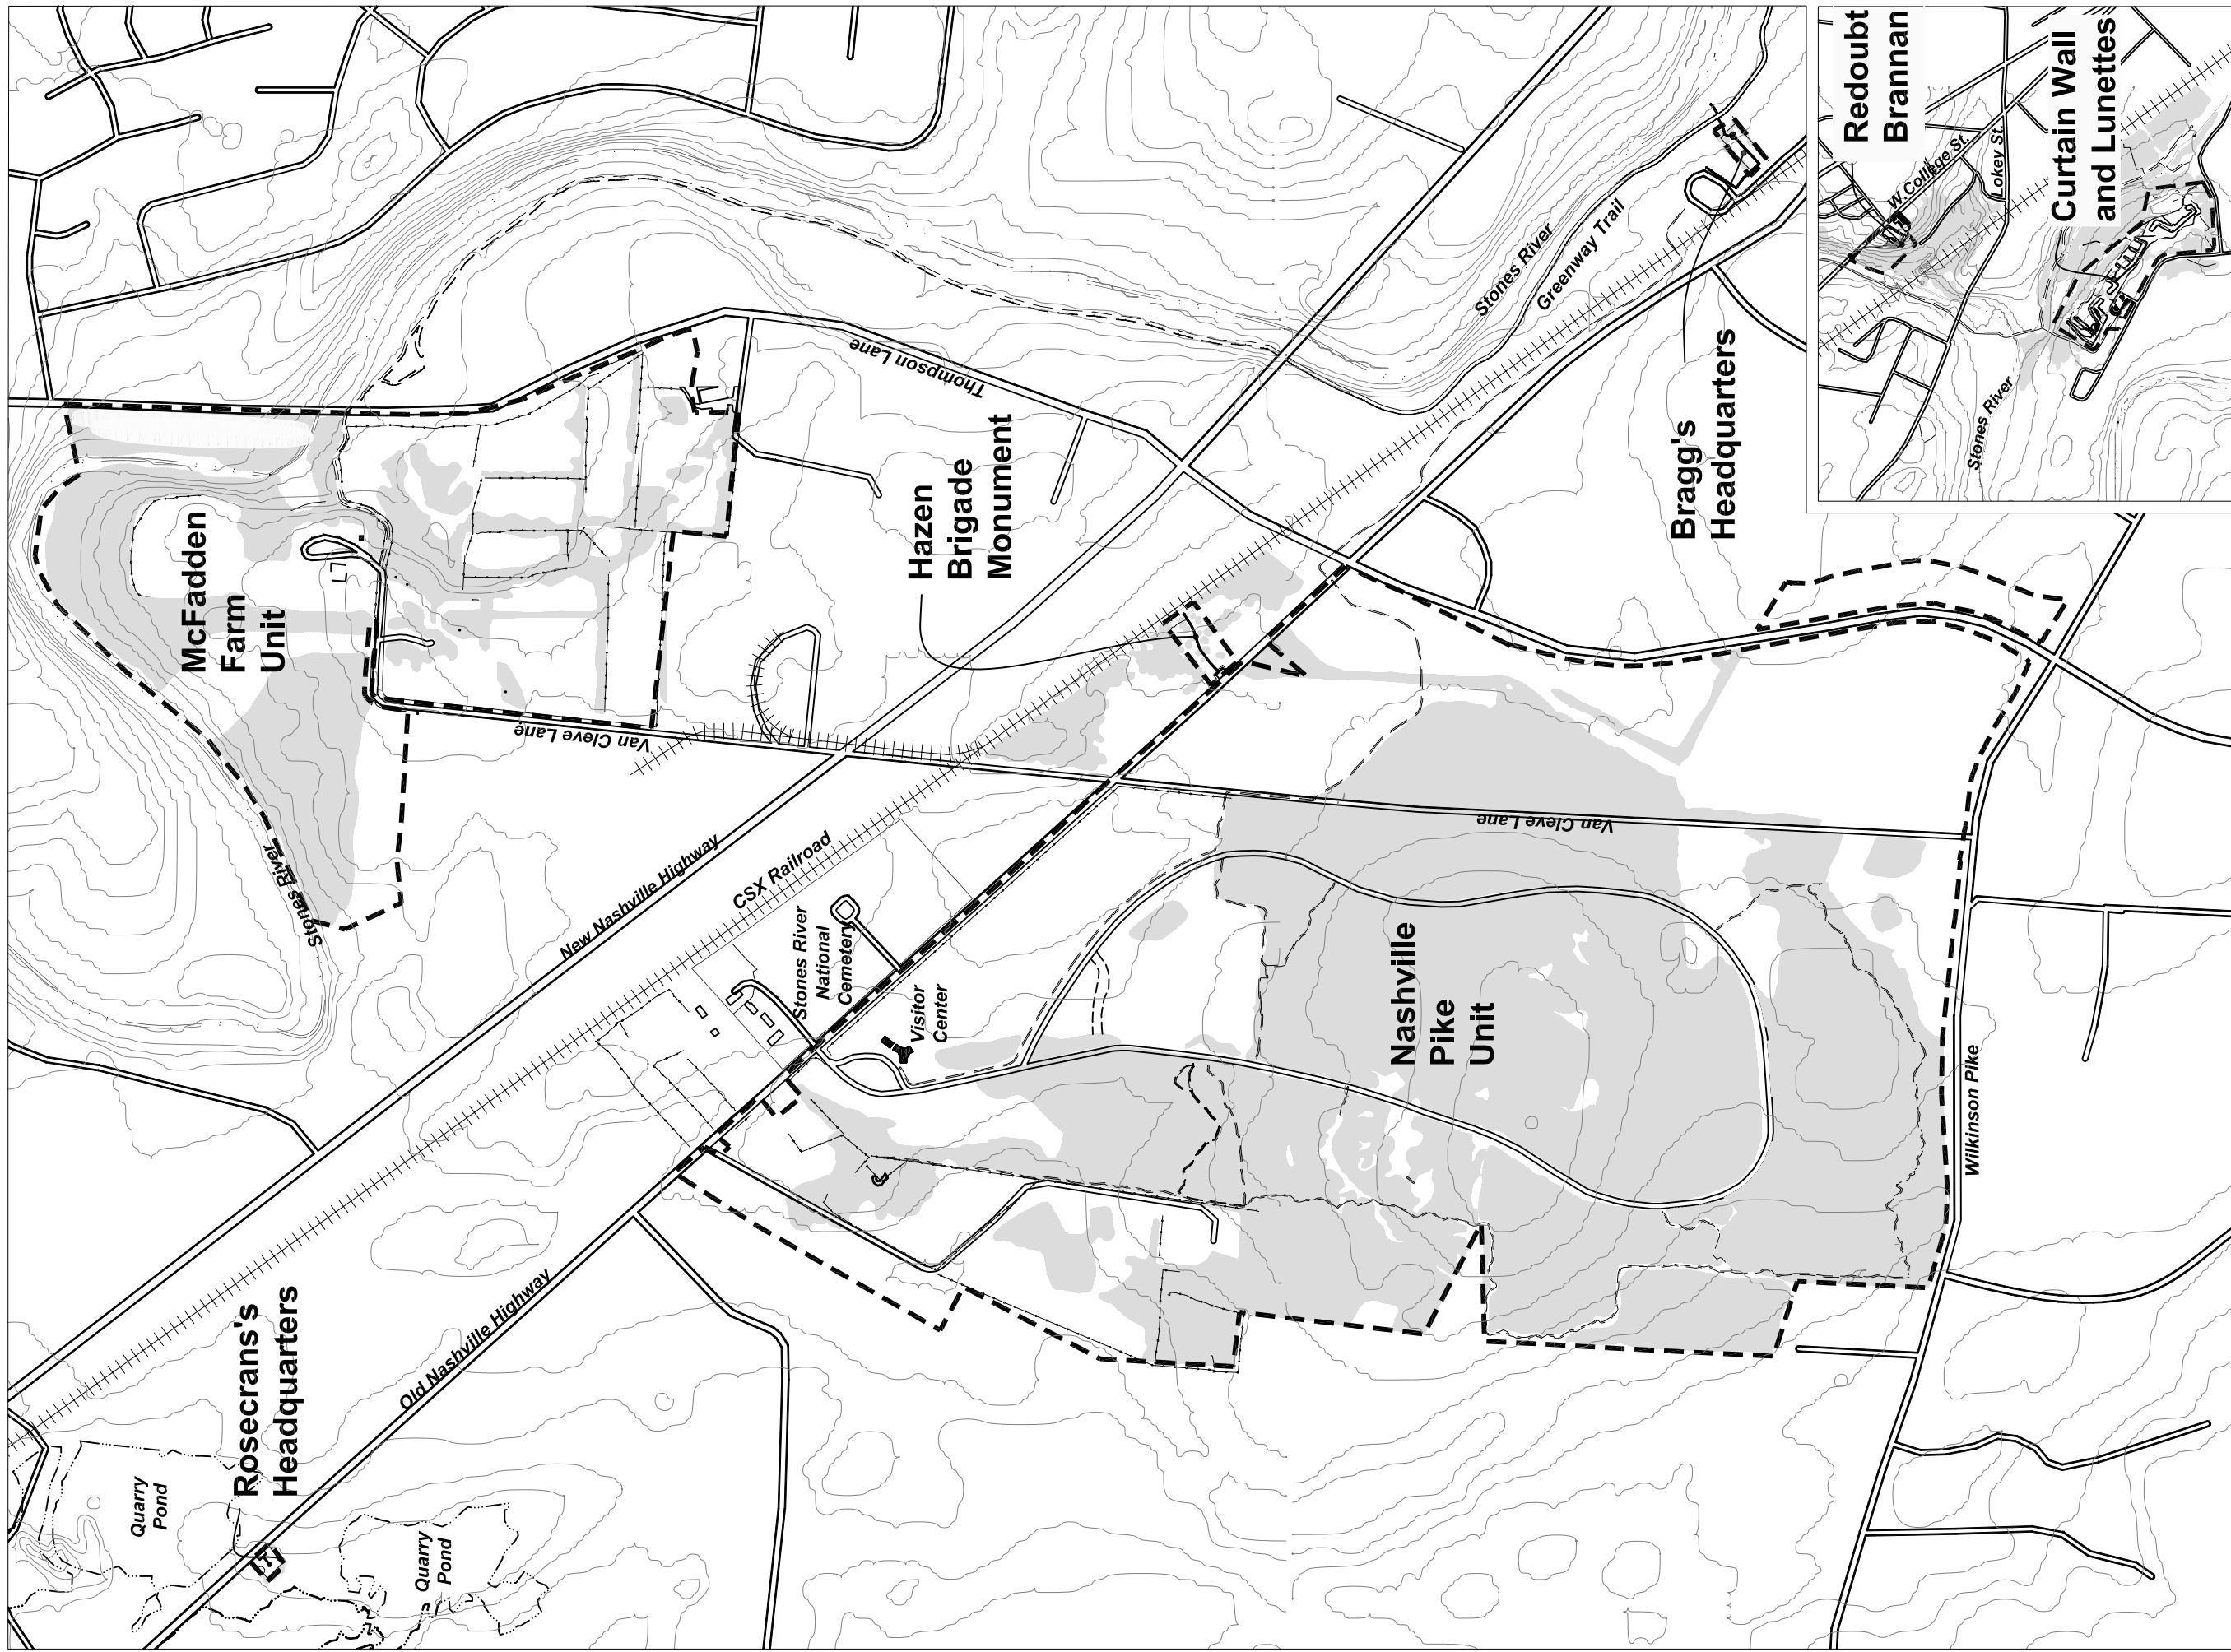 McFadden
Farm
Unit
Stones River
Van Cleve Lane
Thompson Lane
Hazen
Brigade
Monument
New Nashville Highway
CSX Railroad
Stones River
National
Cemetery
Visitor
Center
Old Nashville Highway
Rosecrans's
Headquarters
Quarry
Pond
Quarry
Pond
Nashville
Pike
Unit
Van Cleve Lane
Wilkinson Pike
Bragg's
Headquarters
Stones River
Greenway Trail
Redoubt
Brannan
W. College St.
Lokey St.
Curtain Wall
and Lunettes
Stones River